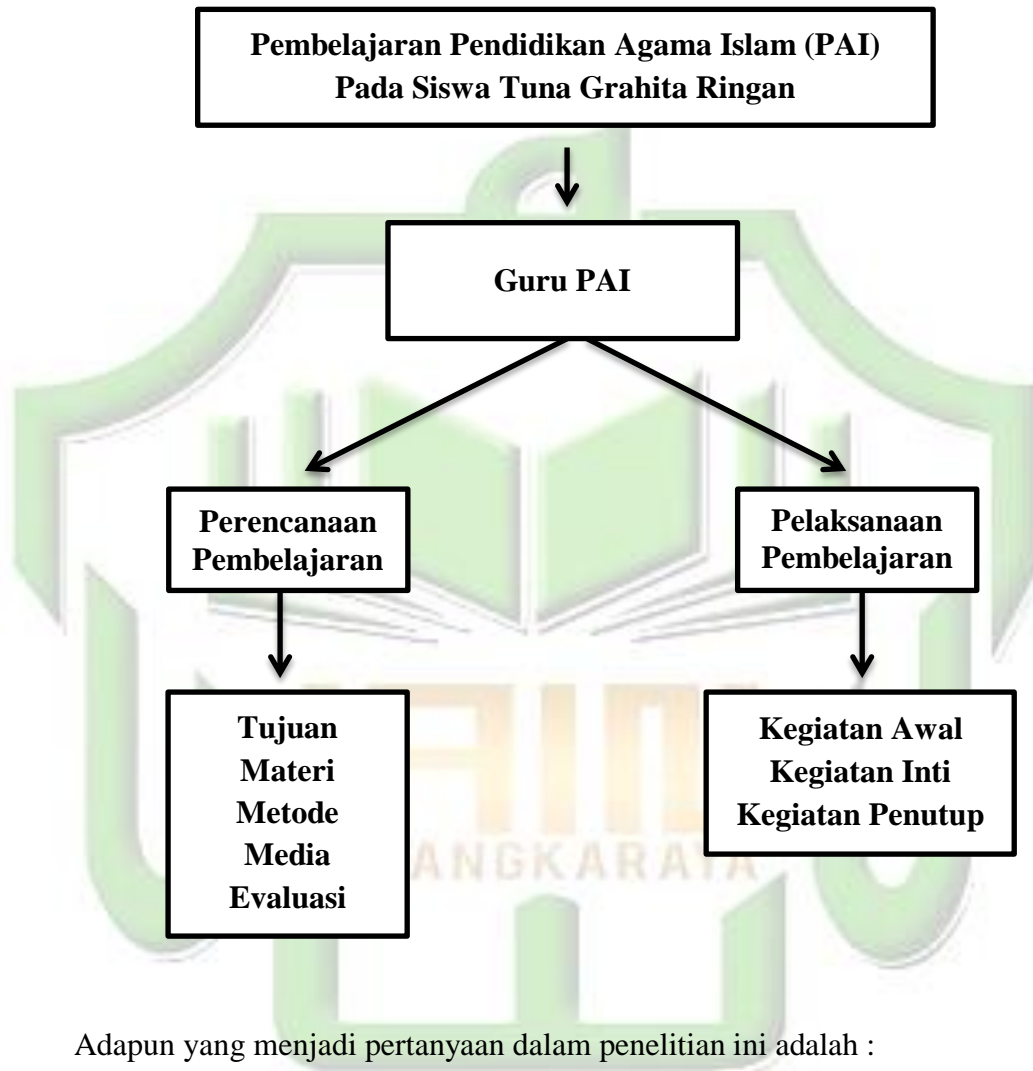 Pembelajaran Pendidikan Agama Islam (PAI)
Pada Siswa Tuna Grahita Ringan
Guru PAI
Perencanaan
Pembelajaran
Pelaksanaan
Pembelajaran
Tujuan
Materi
Metode
Media
Evaluasi
Kegiatan Awal
Kegiatan Inti
Kegiatan Penutup
Adapun yang menjadi pertanyaan dalam penelitian ini adalah :